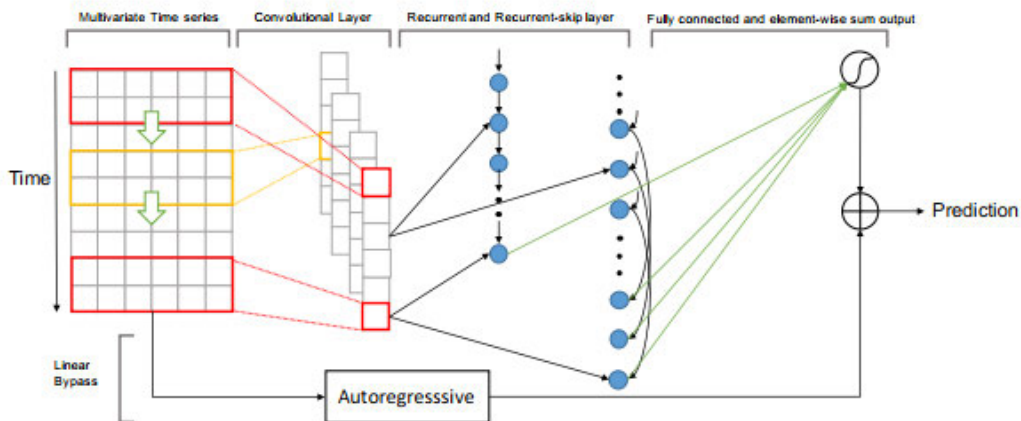 Multivariate Time series
Convolutional Layer
Recurrent and Recurrent-skip layer
Fully connected and element-wise sum output
Time
Prediction
Linear
Bypass
Autoregresssive